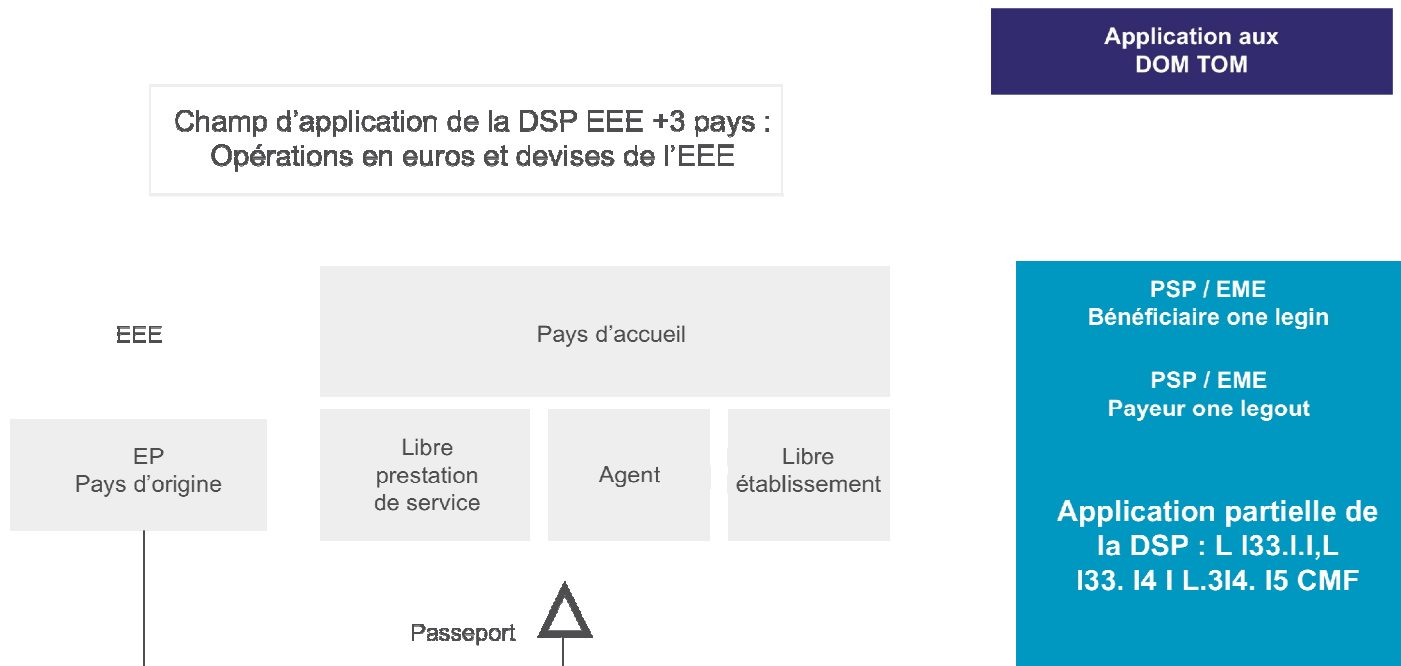 Application aux
DOM TOM
Champ d'application de la DSP EEE +3 pays :
Opérations en euros et devises de l'EEE
EEE
Pays d'accueil
PSP / EME
Bénéficiaire one legin
PSP / EME
Payeur one legout
EP
Pays d'origine
Libre
prestation
de service
Agent
Libre
établissement
Application partielle de
la DSP : L I33.I.I,L
I33. I4 I L.3I4. I5 CMF
Passeport